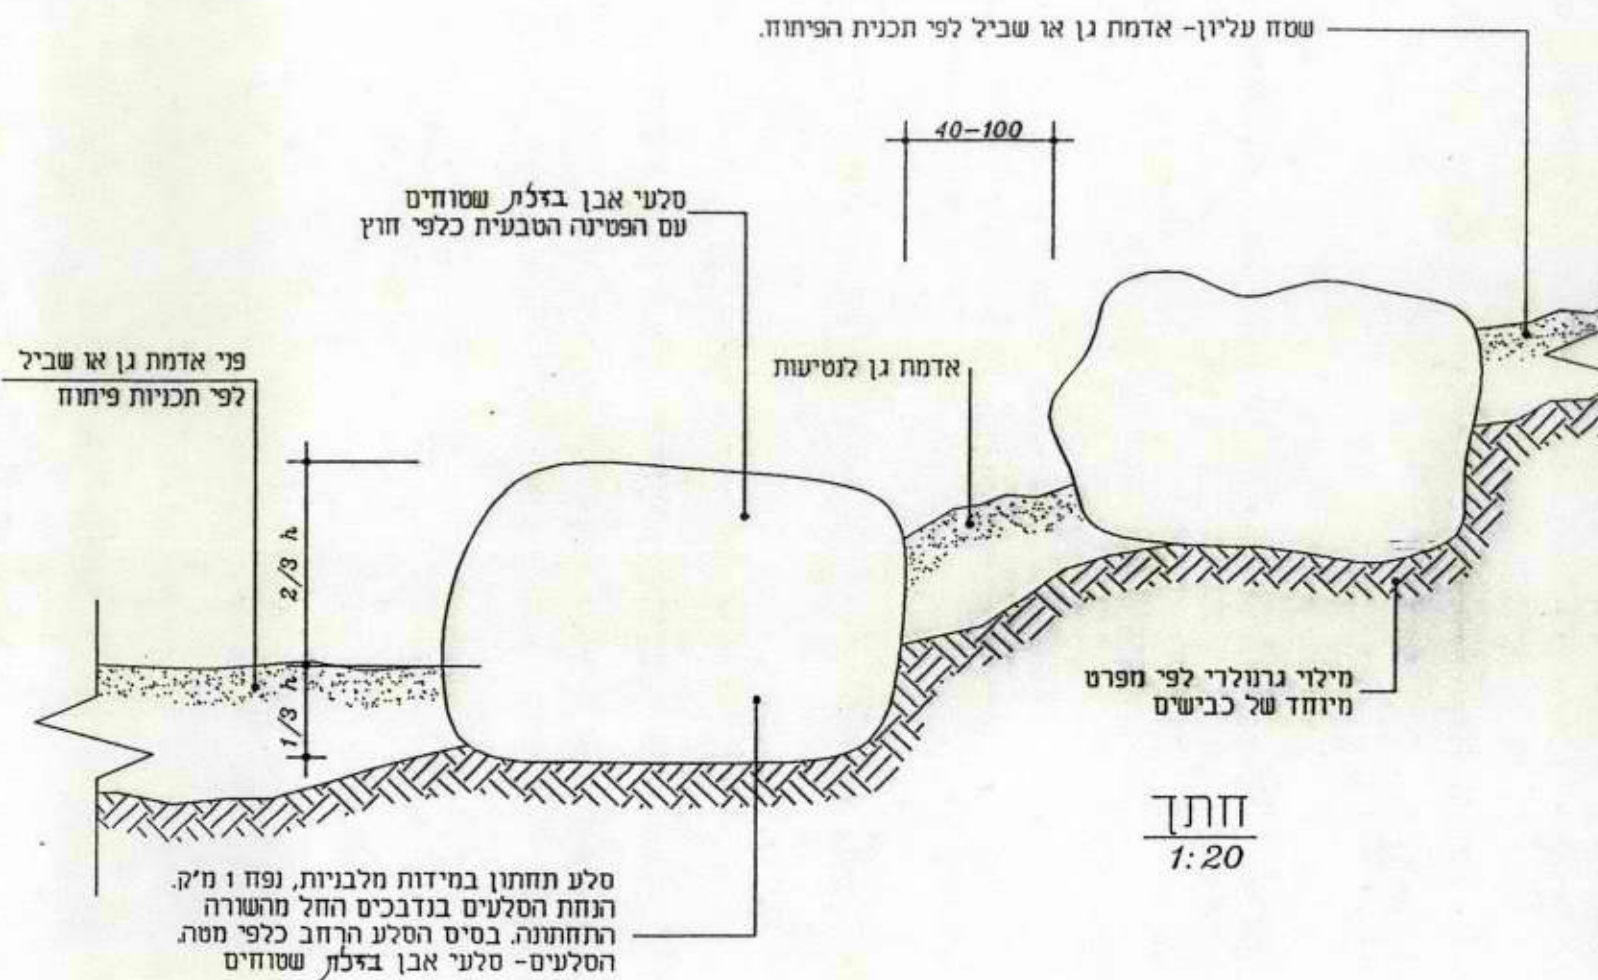 שטח עליון- אדמת גן או שביל לפי תכנית הפיתוח.
40-100
סלעי אבן בזלת שטוחים
עם הפטינה הטבעית כלפי חוץ
פני אדמת גן או שביל
לפי תכניות פיתוח
אדמת גן לנטיעות
2/3 h
1/3 h
מילוי גרנולרי לפי מפרט
מיוחד של כבישים
חתך
1:20
סלע תחתון במידות מלבניות, נפח 1 מ'ק.
הנחת הסלעים בנדבכים החל מהשורה
התחתונה. בסיס הסלע הרחב כלפי מטה.
הסלעים- סלעי אבן בזלת שטוחים